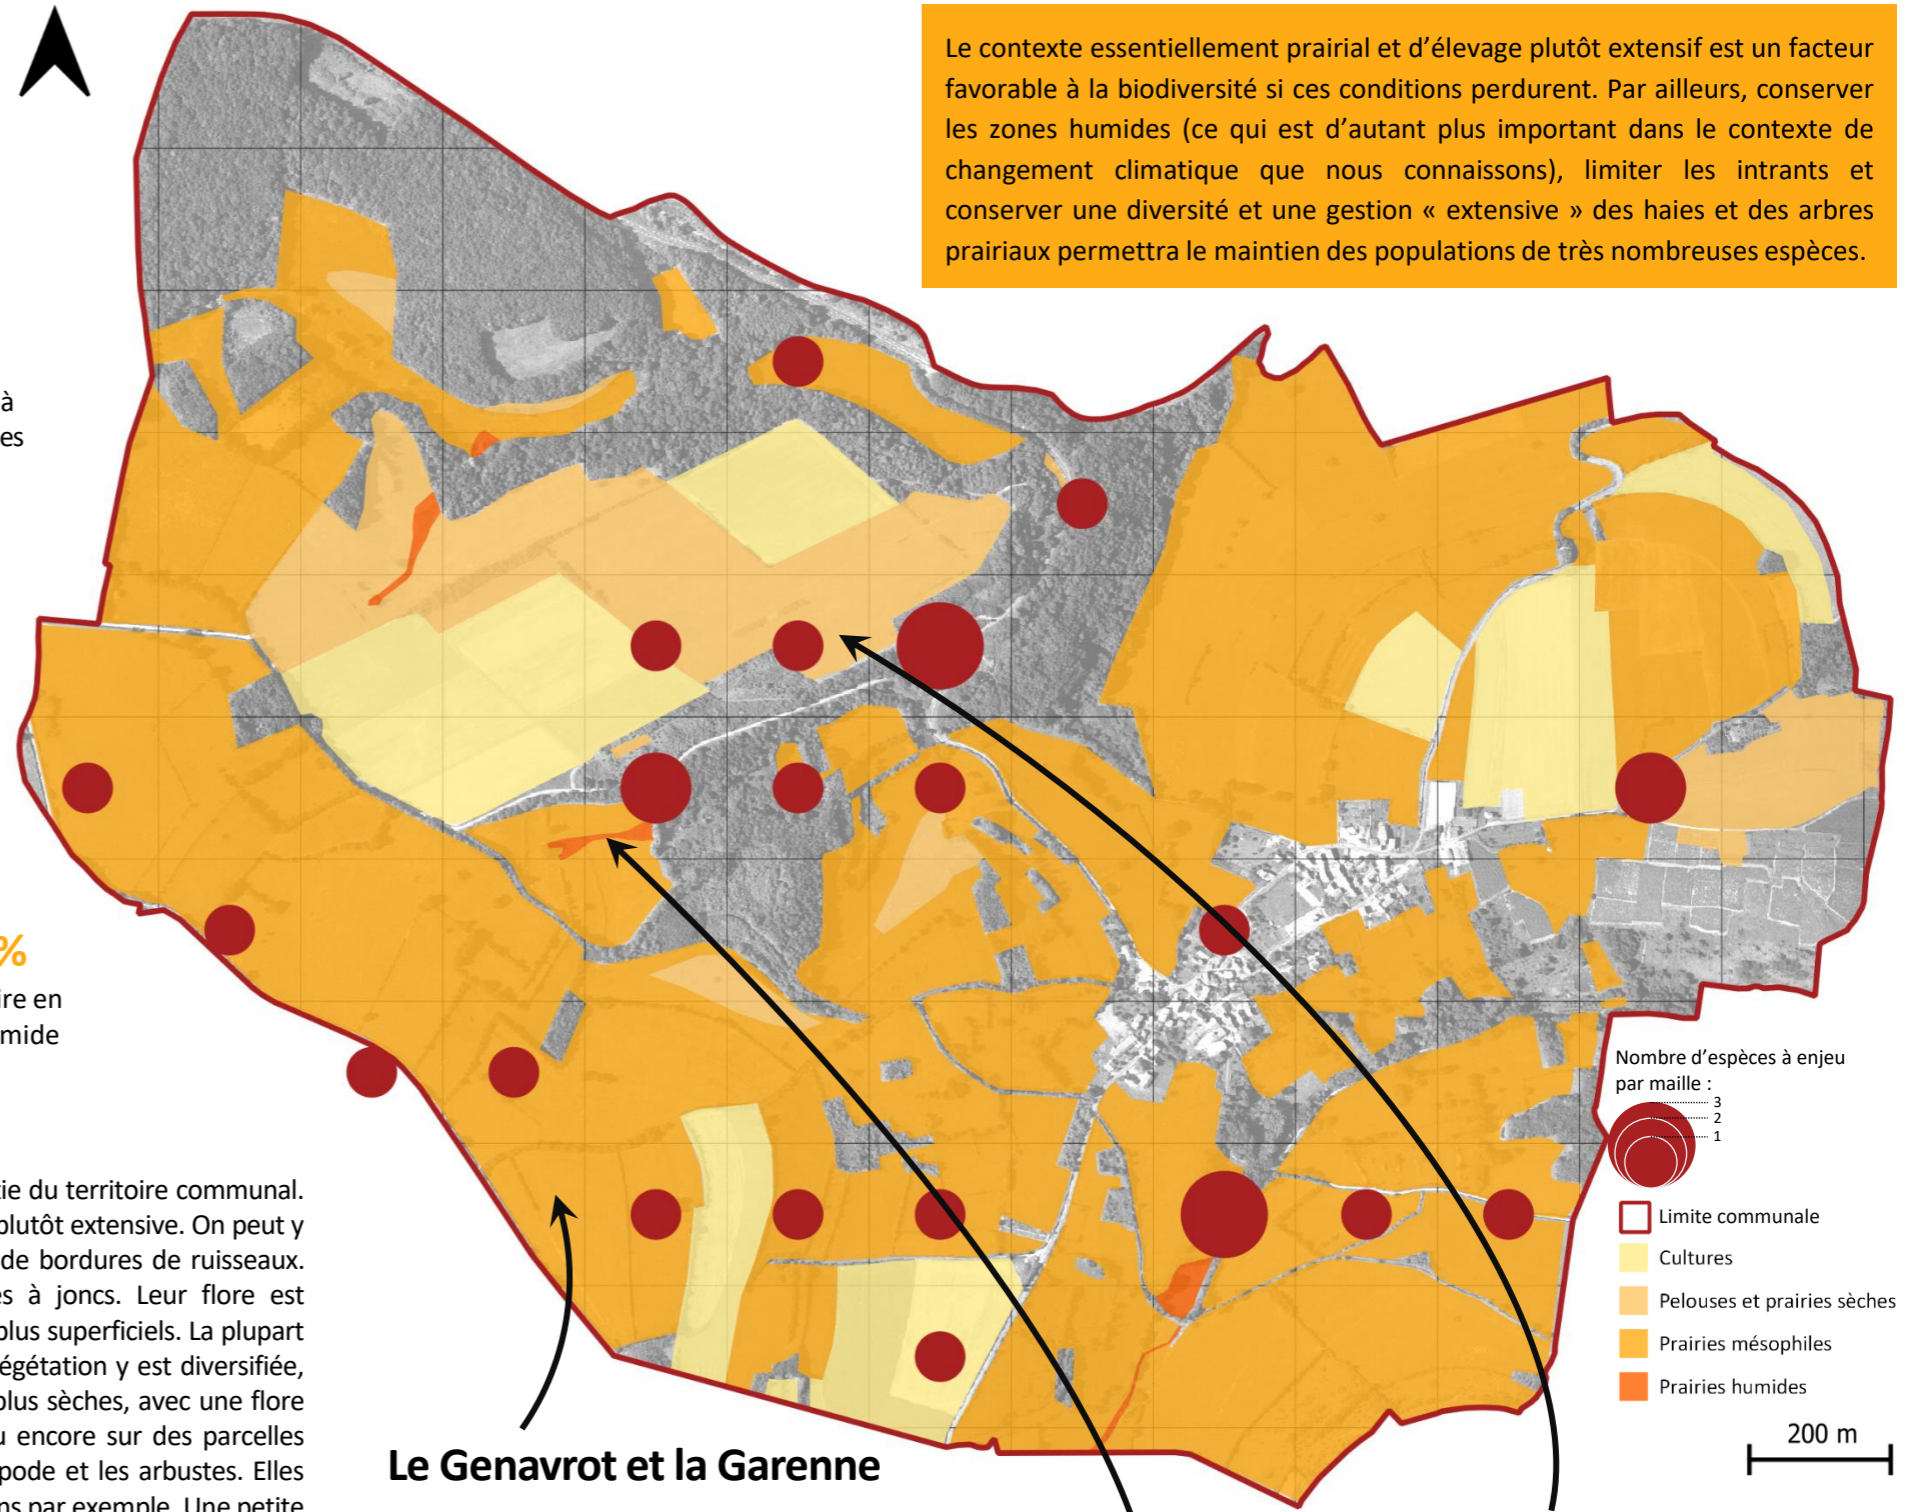 Le contexte essentiellement prairial et d’élevage plutôt extensif est un facteur
favorable à la biodiversité si ces conditions perdurent. Par ailleurs, conserver
les zones humides (ce qui est d’autant plus important dans le contexte de
changement climatique que nous connaissons), limiter les intrants et
conserver une diversité et une gestion « extensive » des haies et des arbres
prairiaux permettra le maintien des populations de très nombreuses espèces.
à
es
%
ire en
mide
tie du territoire communal.
plutôt extensive. On peut y
de bordures de ruisseaux.
es à joncs. Leur flore est
plus superficiels. La plupart
égétation y est diversifiée,
plus sèches, avec une flore
u encore sur des parcelles
pode et les arbustes. Elles
ns par exemple. Une petite
Le Genavrot et la Garenne
Nombre d’espèces à enjeu
par maille :
3
2
1
Limite communale
Cultures
Pelouses et prairies sèches
Prairies mésophiles
Prairies humides
200 m